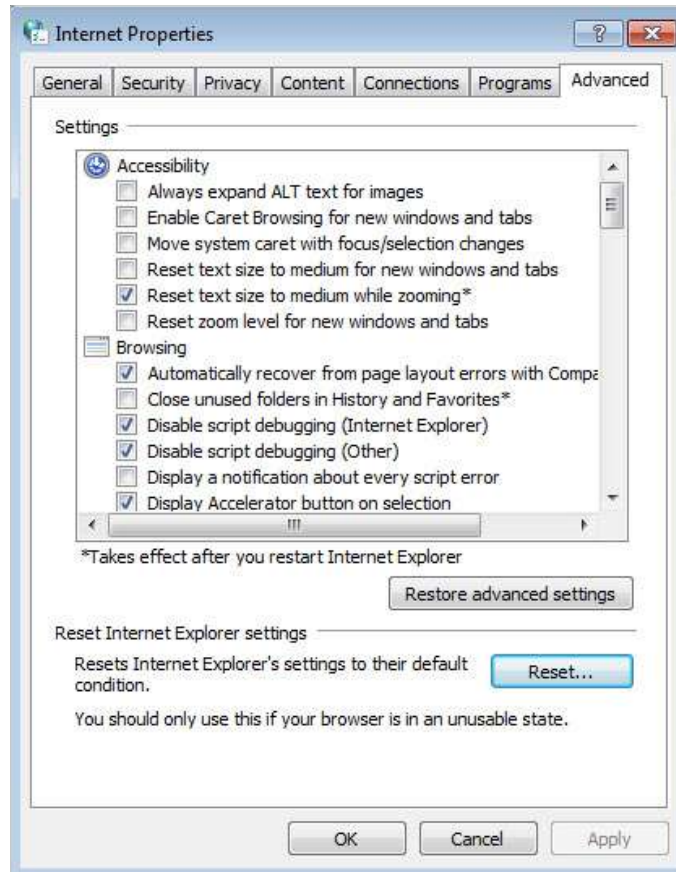 Internet Properties
General Security Privacy Content Connections Programs Advanced
Settings
Accessibility
Always expand ALT text for images
Enable Caret Browsing for new windows and tabs
Move system caret with focus/selection changes
Reset text size to medium for new windows and tabs
Reset text size to medium while zooming*
Reset zoom level for new windows and tabs
Browsing
Automatically recover from page layout errors with Compa
Close unused folders in History and Favorites*
Disable script debugging (Internet Explorer)
Disable script debugging (Other)
Display a notification about every script error
Display Accelerator button on selection
*Takes effect after you restart Internet Explorer
Restore advanced settings
Reset Internet Explorer settings
Resets Internet Explorer's settings to their default
condition.
Reset...
You should only use this if your browser is in an unusable state.
OK Cancel Apply